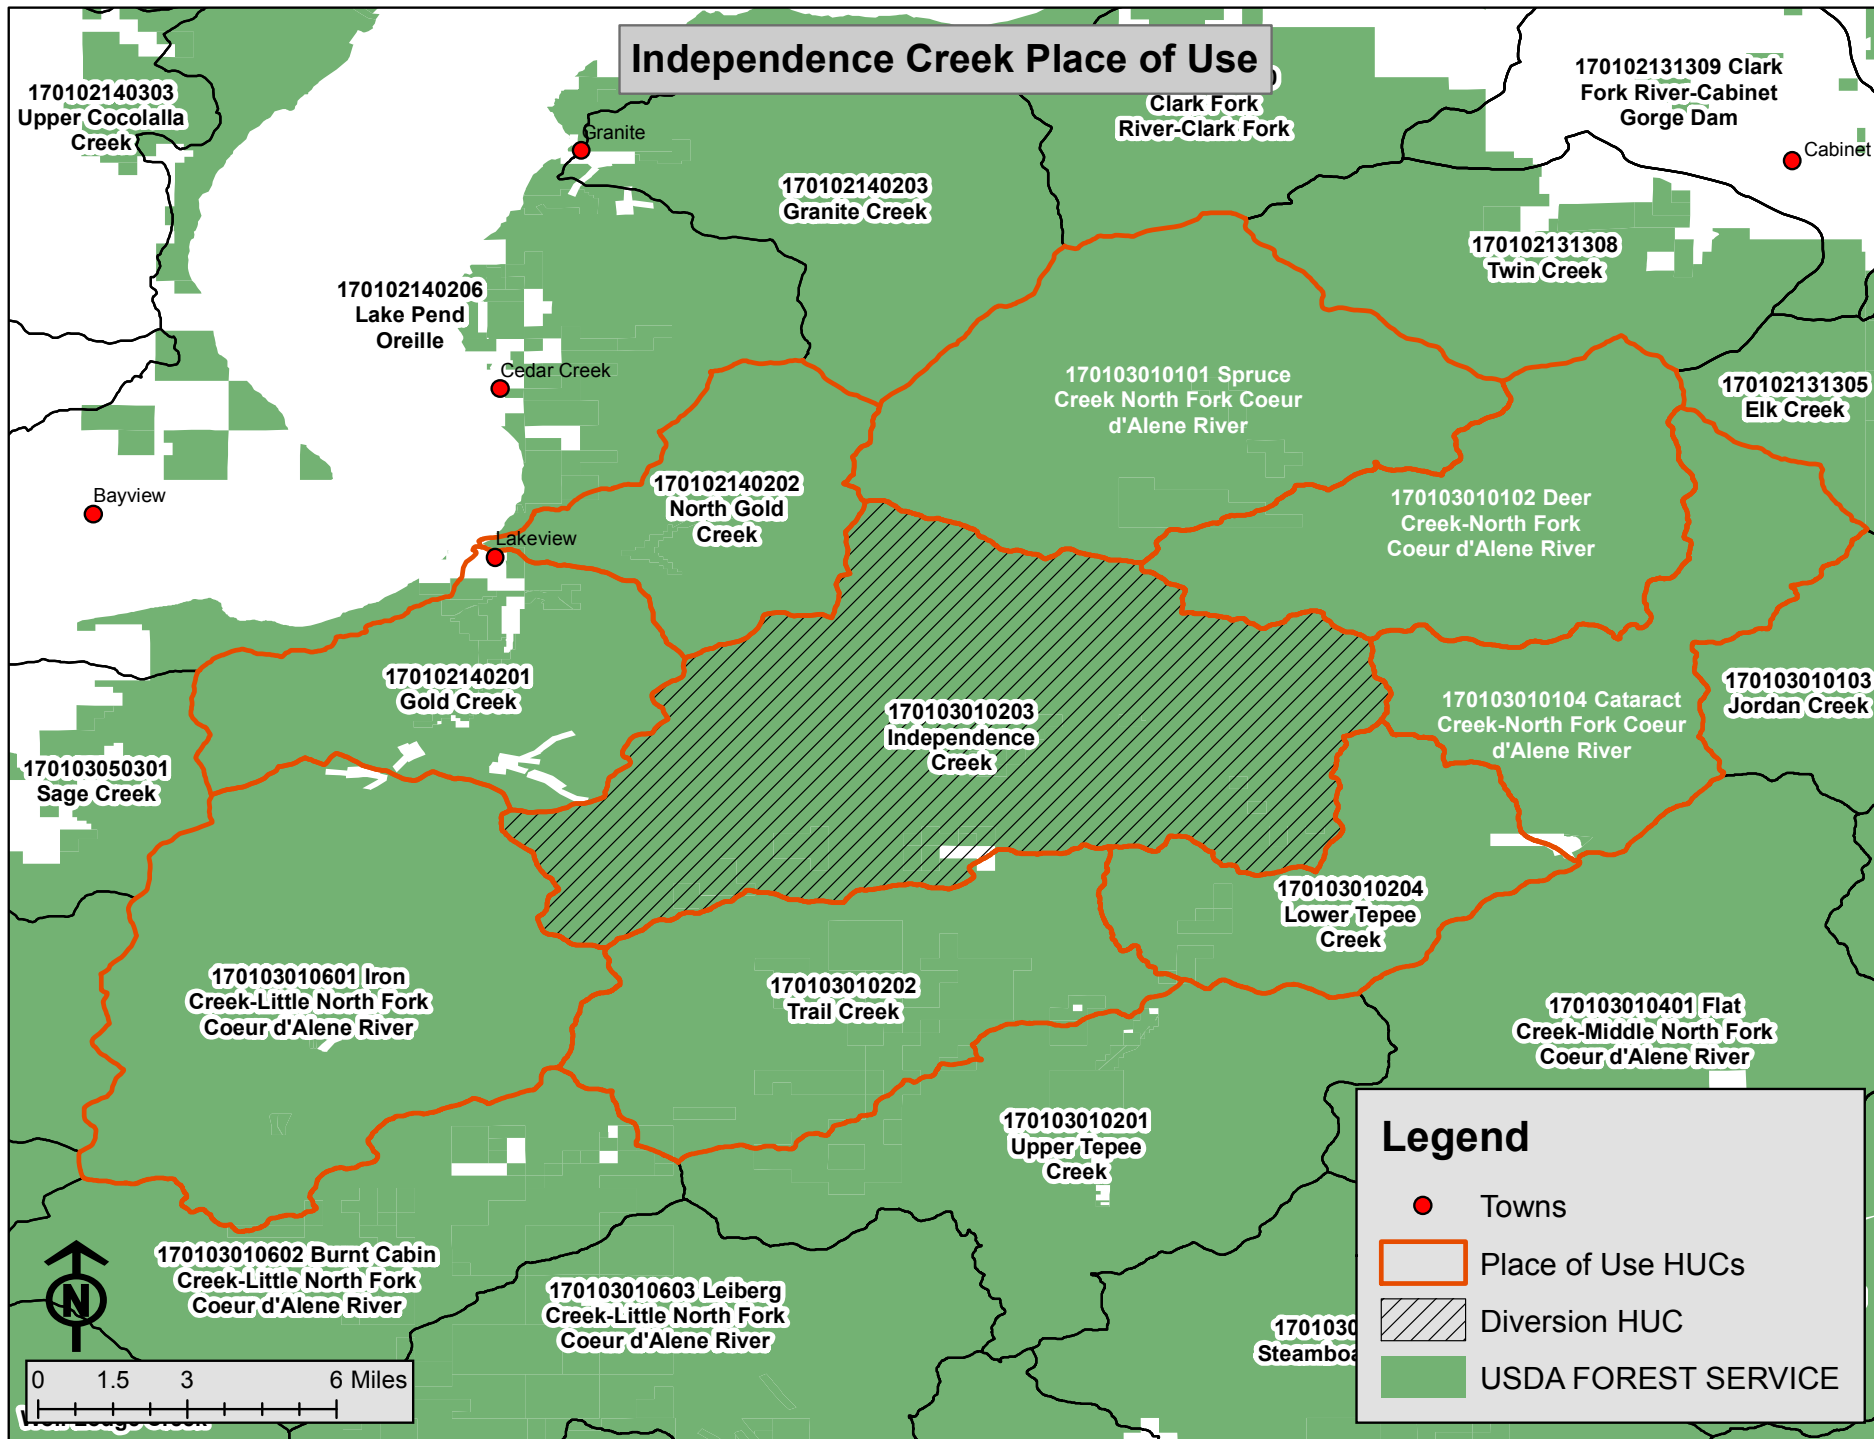 Independence Creek Place of Use
170102140303
Upper Cocolalla
Creek
Granite
Clark Fork
River-Clark Fork
170102131309 Clark
Fork River-Cabinet
Gorge Dam
Cabinet
170102140203
Granite Creek
170102131308
Twin Creek
170102140206
Lake Pend
Oreille
Cedar Creek
170103010101 Spruce
Creek North Fork Coeur
d'Alene River
170102131305
Elk Creek
Bayview
170102140202
North Gold
Creek
170103010102 Deer
Creek-North Fork
Coeur d'Alene River
Lakeview
170102140201
Gold Creek
170103010203
Independence
Creek
170103010104 Cataract
Creek-North Fork Coeur
d'Alene River
170103010103
Jordan Creek
170103050301
Sage Creek
170103010204
Lower Tepee
Creek
170103010601 Iron
Creek-Little North Fork
Coeur d'Alene River
170103010202
Trail Creek
170103010401 Flat
Creek-Middle North Fork
Coeur d'Alene River
170103010201
Upper Tepee
Creek
170103010602 Burnt Cabin
Creek-Little North Fork
Coeur d'Alene River
170103010603 Leiberg
Creek-Little North Fork
Coeur d'Alene River
Legend
Towns
Place of Use HUCs
Diversion HUC
USDA FOREST SERVICE
N
0 1.5 3 6 Miles